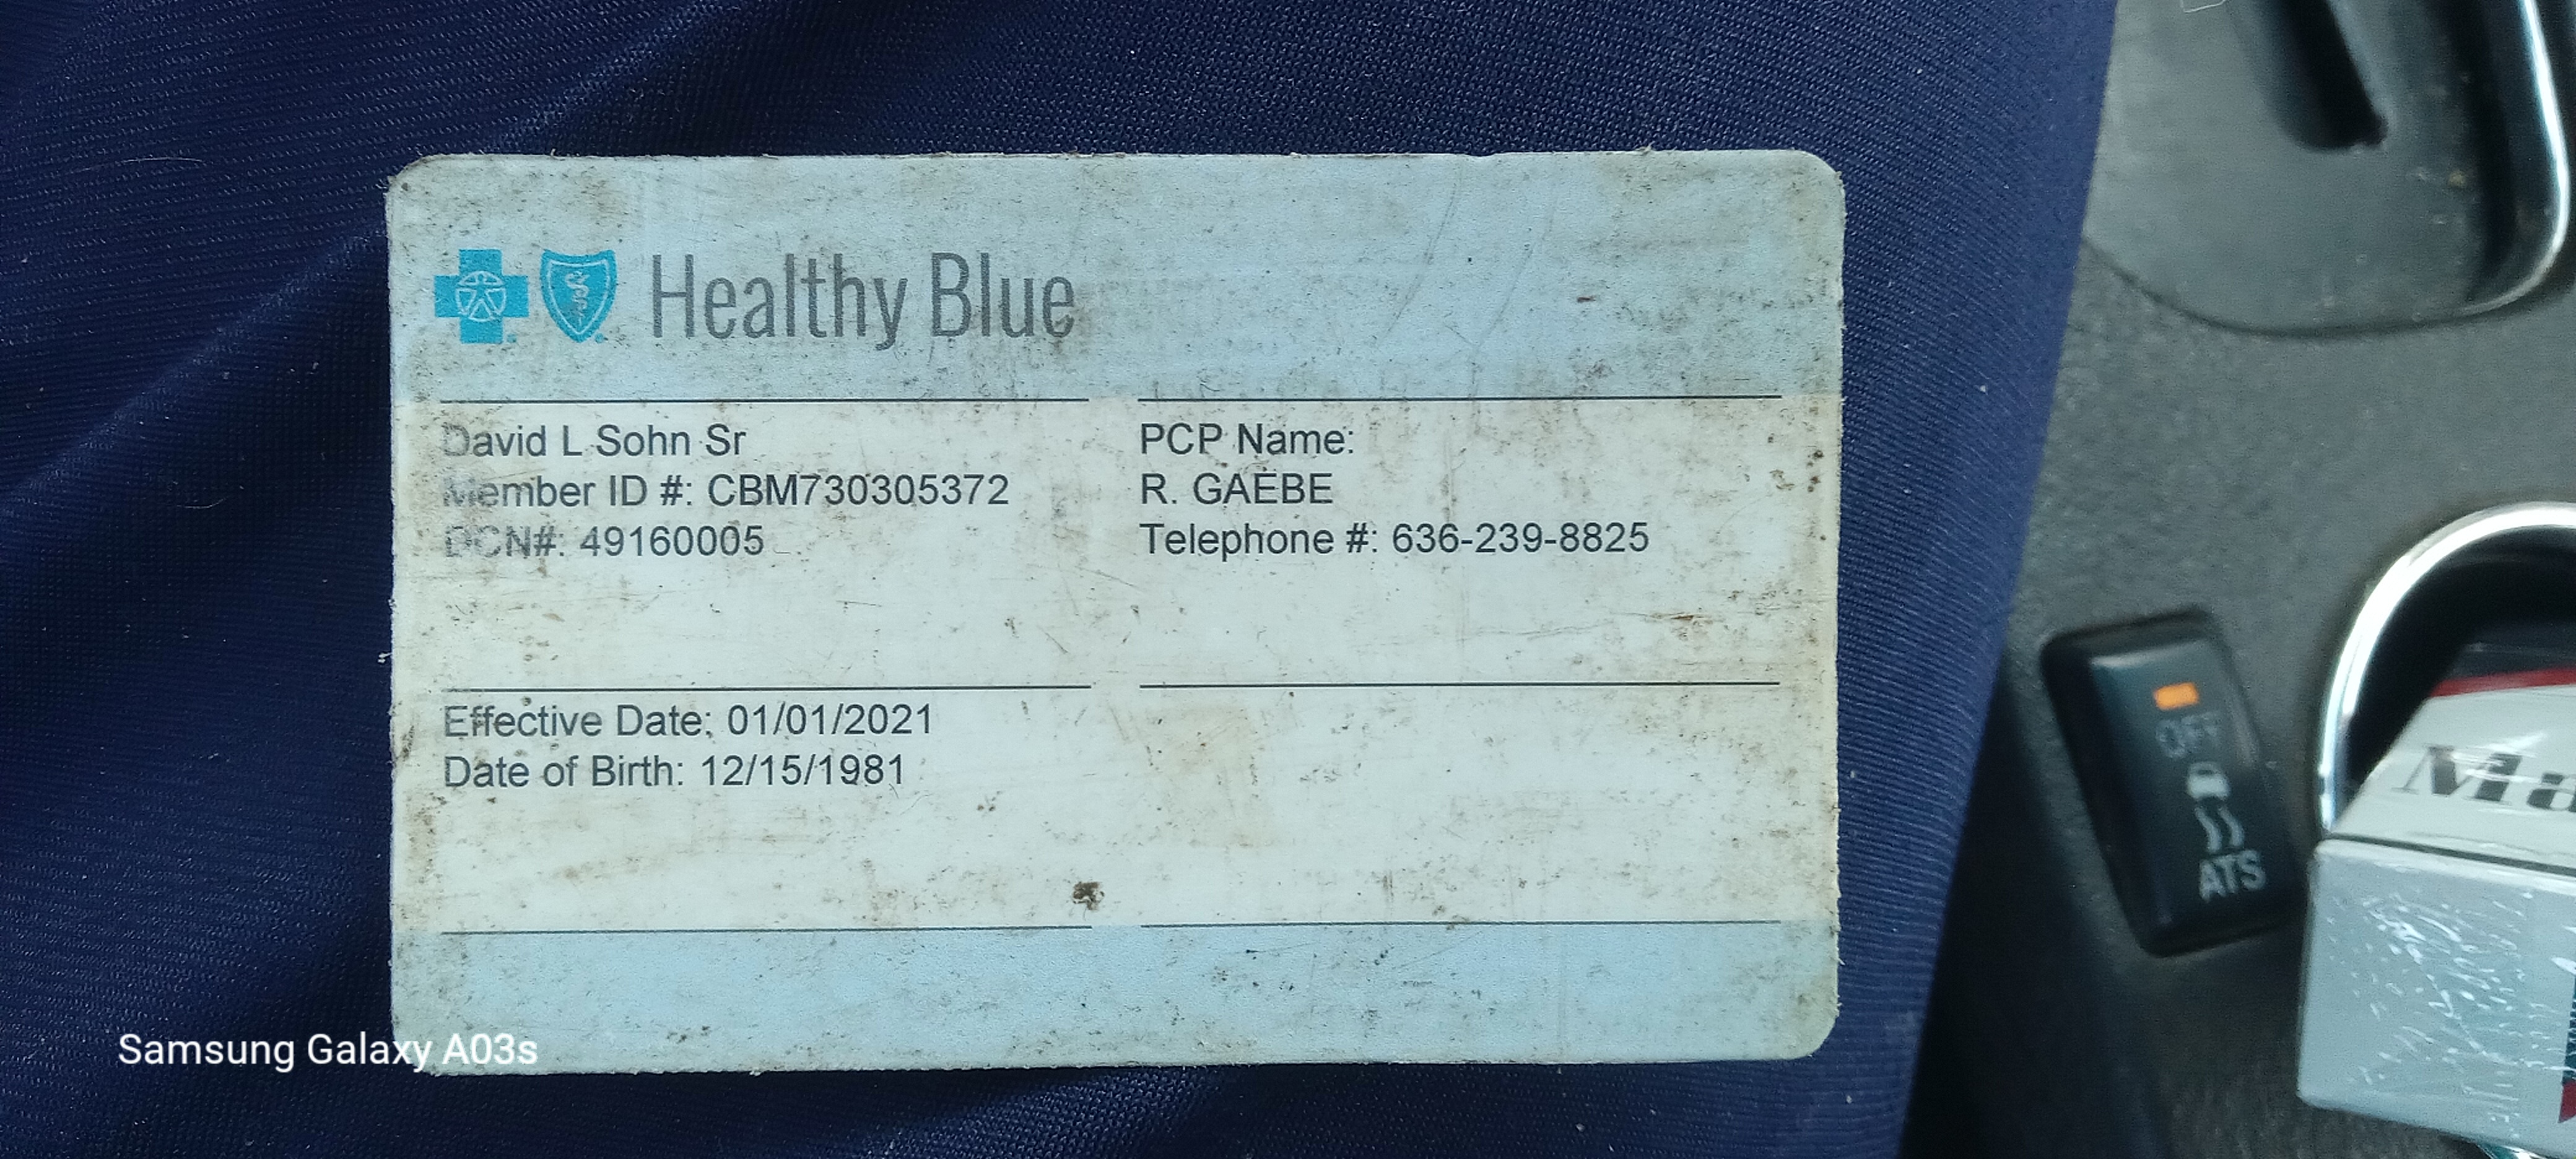 Healthy Blue
David L Sohn Sr
Member ID #: CBM730305372
DCN#: 49160005
PCP Name:
R. GAEBE
Telephone #: 636-239-8825
Effective Date: 01/01/2021
Date of Birth: 12/15/1981
OFF
ATS
Samsung Galaxy A03s